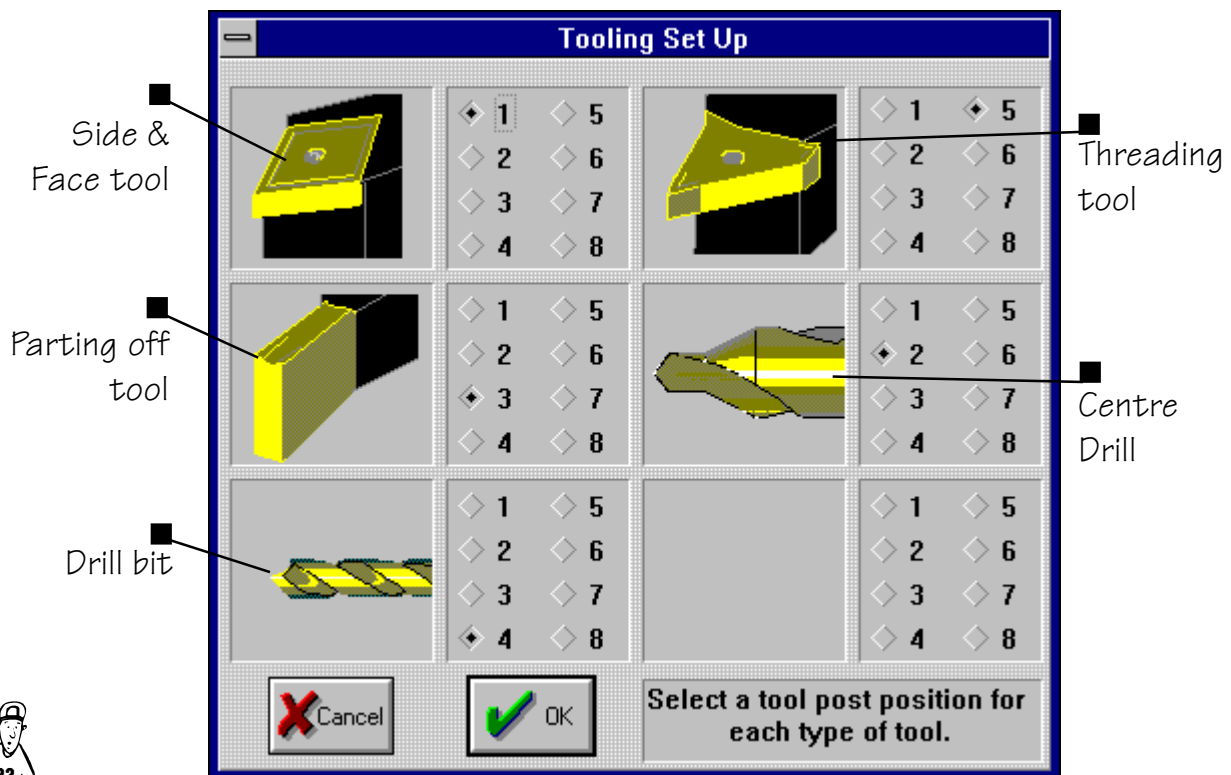 Tooling Set Up
Side &
Face tool
1 5
2 6
3 7
4 8
Threading
tool
1 5
2 6
3 7
4 8
Parting off
tool
1 5
2 6
3 7
4 8
Centre
Drill
1 5
2 6
3 7
4 8
Drill bit
1 5
2 6
3 7
4 8
1 5
2 6
3 7
4 8
Cancel
OK
Select a tool post position for
each type of tool.